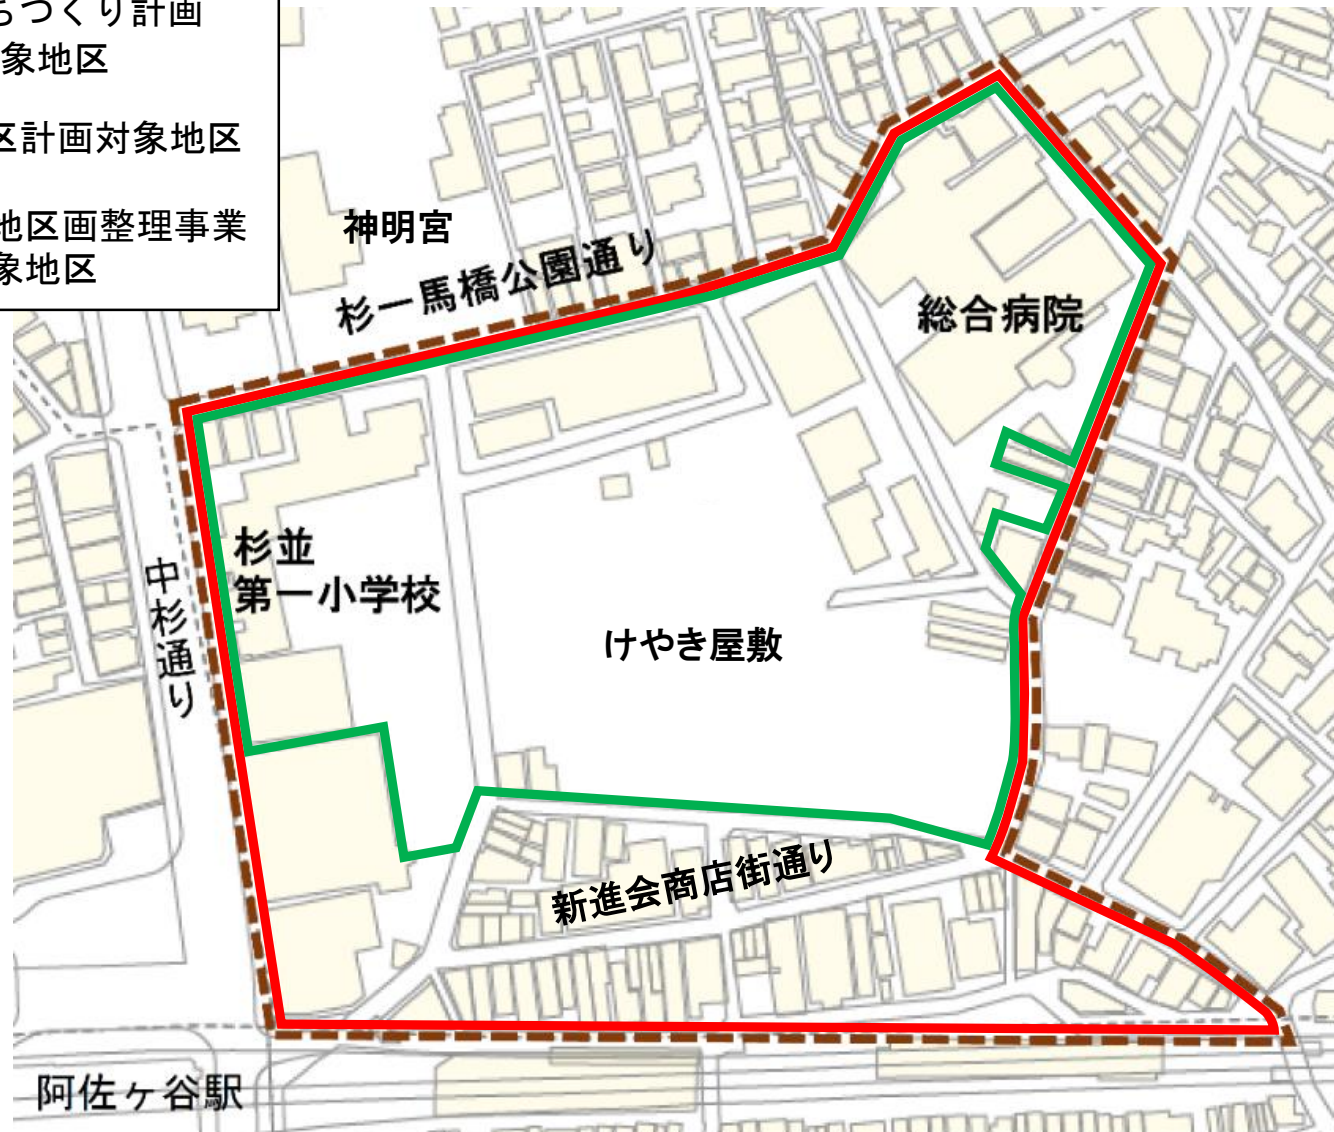 ちづくり計画
象地区
区計画対象地区
地区画整理事業
象地区
神明宮
杉一馬橋公園通り
総合病院
杉並
第一小学校
中杉通り
けやき屋敷
新進会商店街通り
阿佐ヶ谷駅